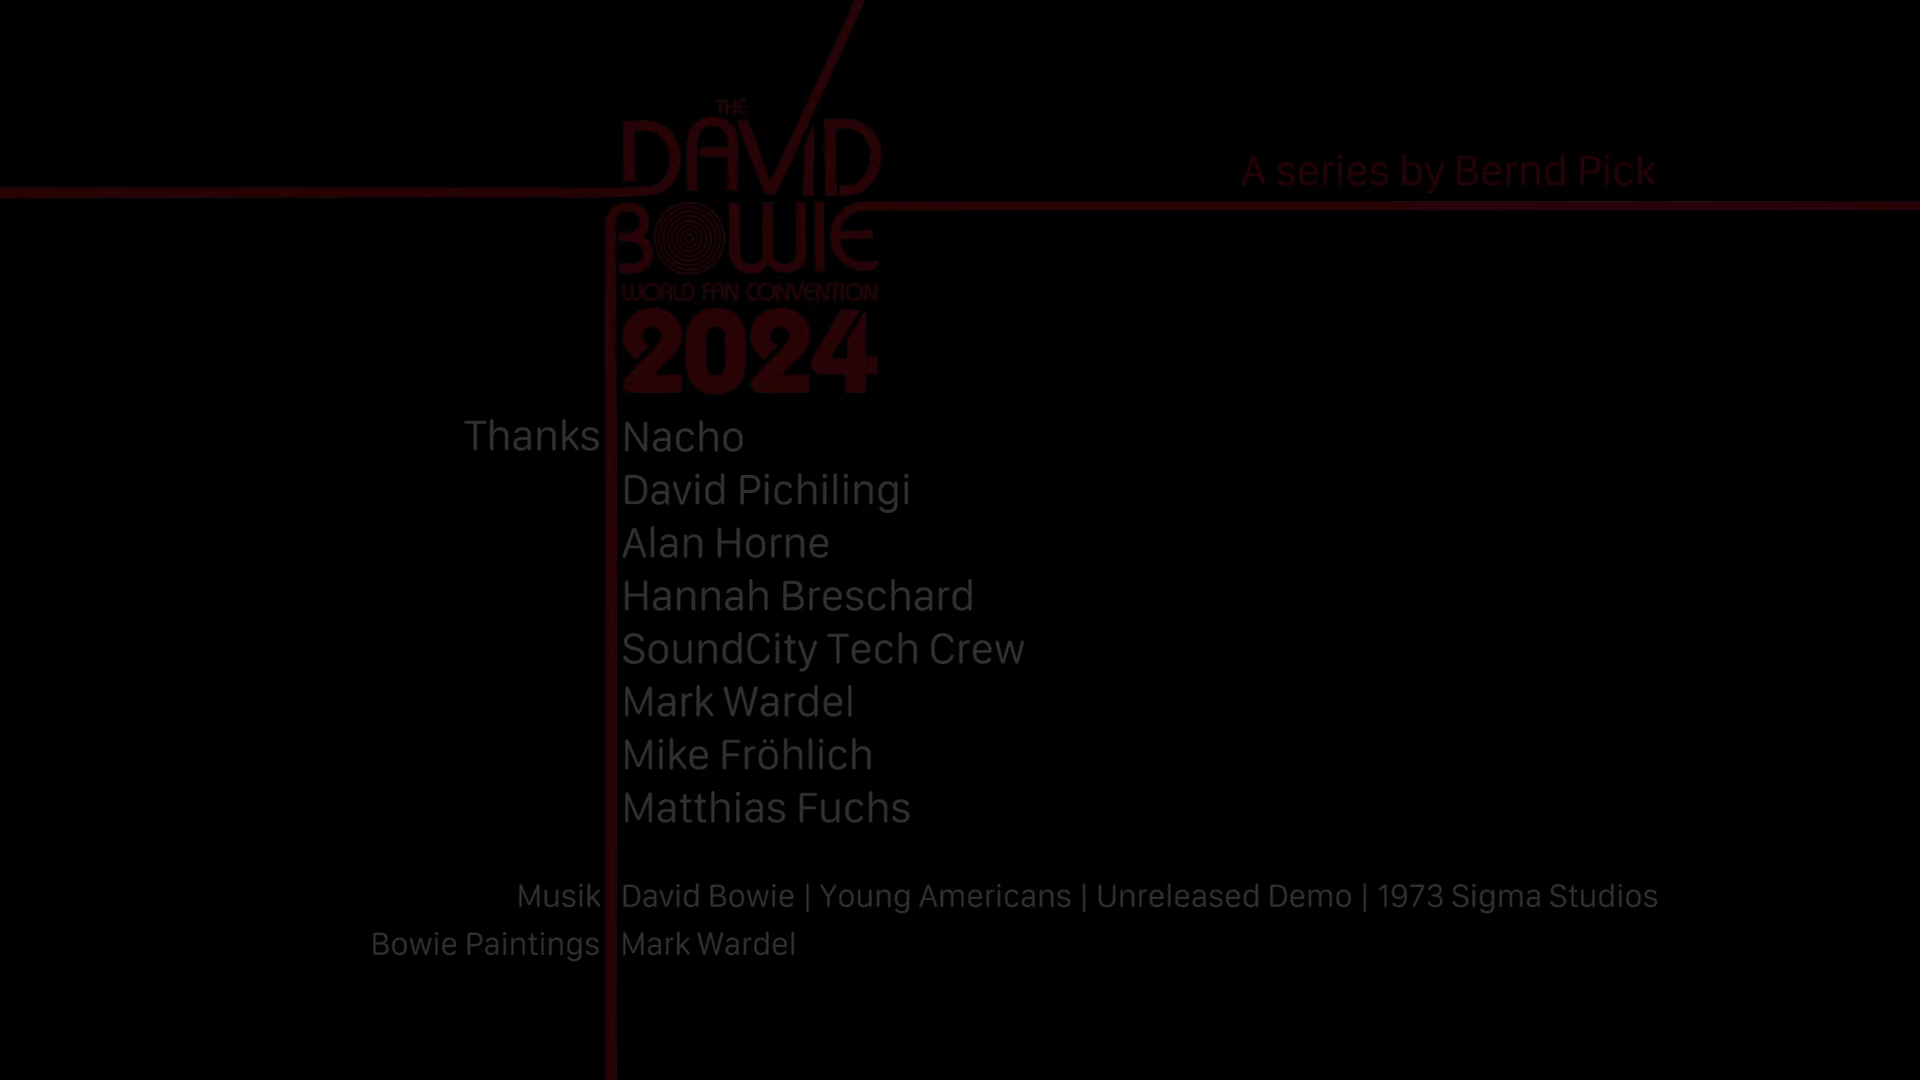 THE
DAVID
BOWIE
WORLD FAN CONVENTION
2024
A series by Bernd Pick
Thanks Nacho
David Pichilingi
Alan Horne
Hannah Breschard
SoundCity Tech Crew
Mark Wardel
Mike Fröhlich
Matthias Fuchs
Musik David Bowie | Young Americans | Unreleased Demo | 1973 Sigma Studios
Bowie Paintings Mark Wardel